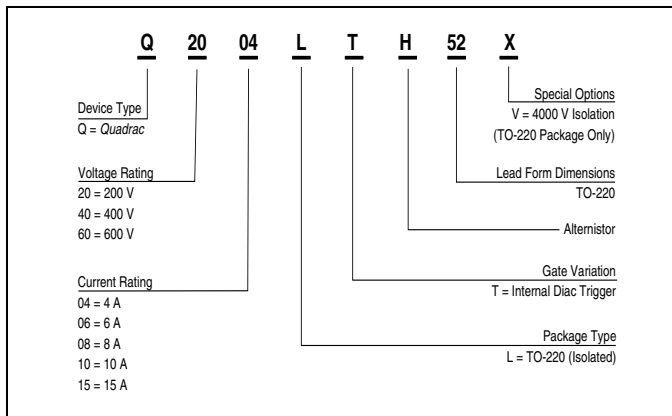 Q 20 04 L T H 52 X
Device Type
Q = Quadrac
Voltage Rating
20 = 200 V
40 = 400 V
60 = 600 V
Current Rating
04 = 4 A
06 = 6 A
08 = 8 A
10 = 10 A
15 = 15 A
Special Options
V = 4000 V Isolation
(TO-220 Package Only)
Lead Form Dimensions
TO-220
Alternistor
Gate Variation
T = Internal Diac Trigger
Package Type
L = TO-220 (Isolated)